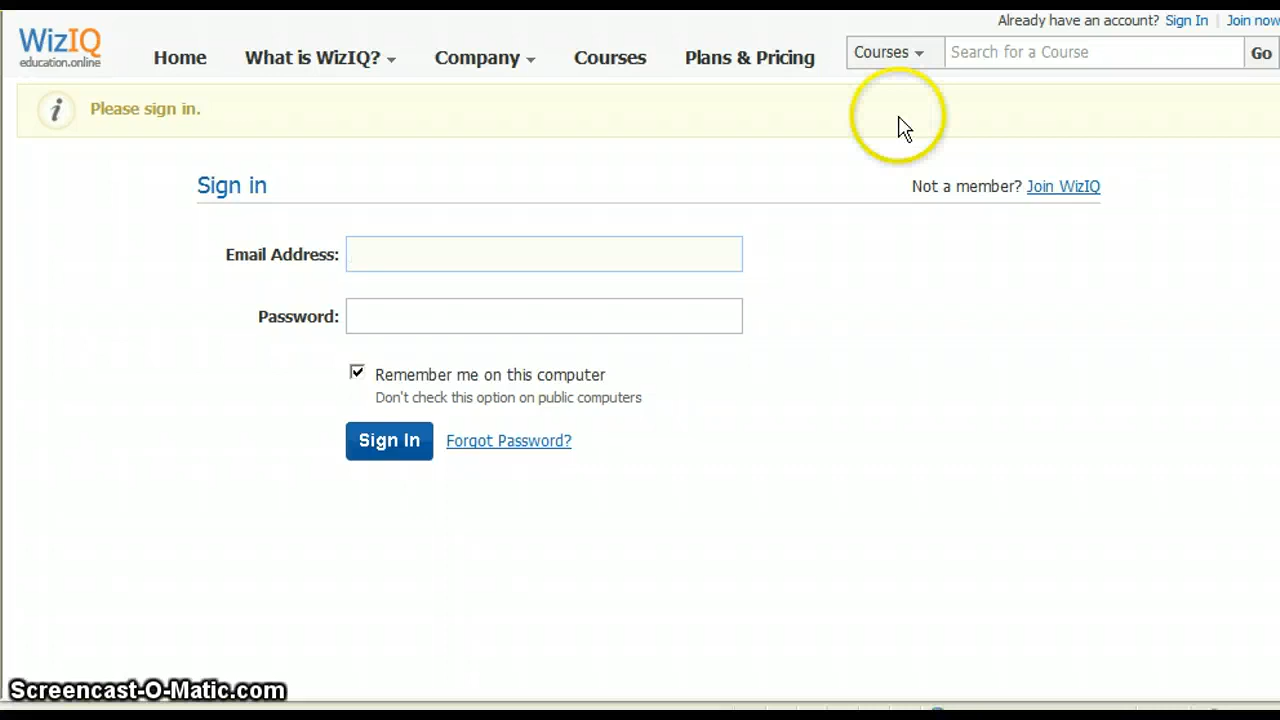 Already have an account? Sign In | Join now
WizIQ
education.online
Home What is WizIQ? Company Courses Plans & Pricing Courses Search for a Course Go
i Please sign in.
Sign in Not a member? Join WizIQ
Email Address:
Password:
Remember me on this computer
Don't check this option on public computers
Sign In Forgot Password?
Screencast-O-Matic.com